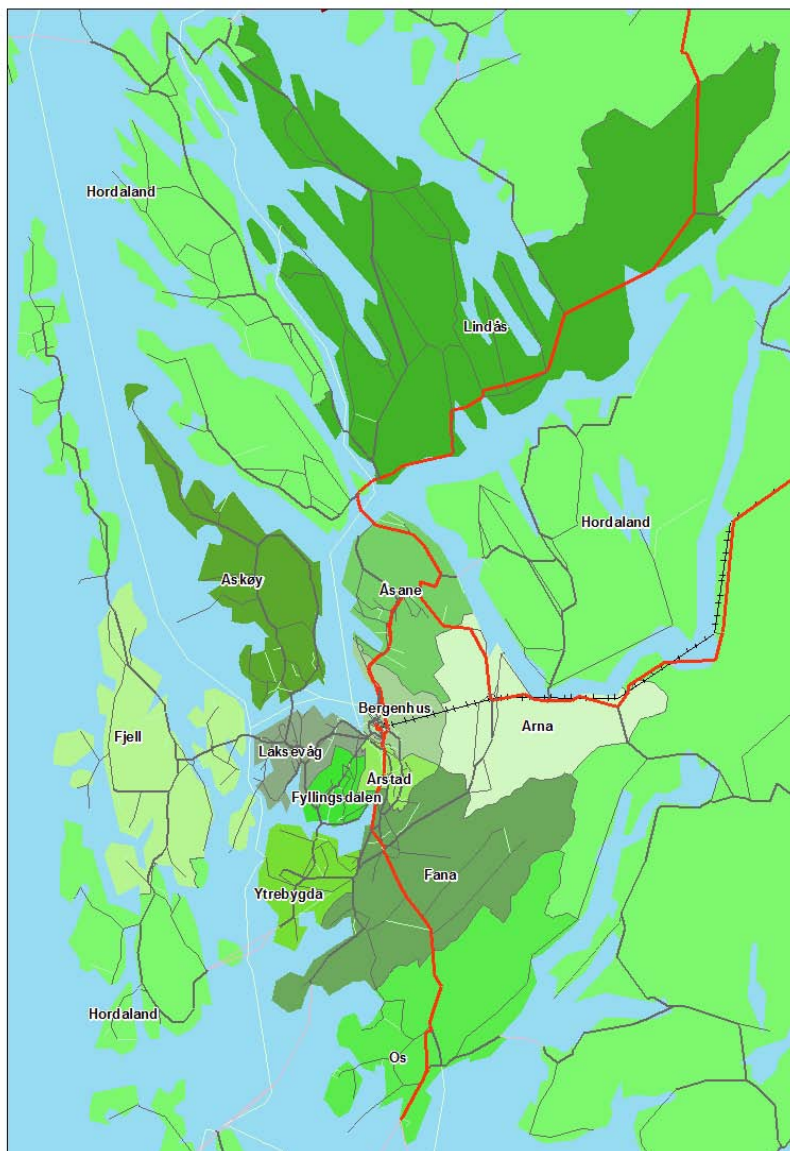 Hordaland
Lindås
Hordaland
Askøy
Åsane
Bergenhus
Arna
Fjell
Laksevåg
Årstad
Fyllingsdalen
Fana
Ytrebygda
Hordaland
Os